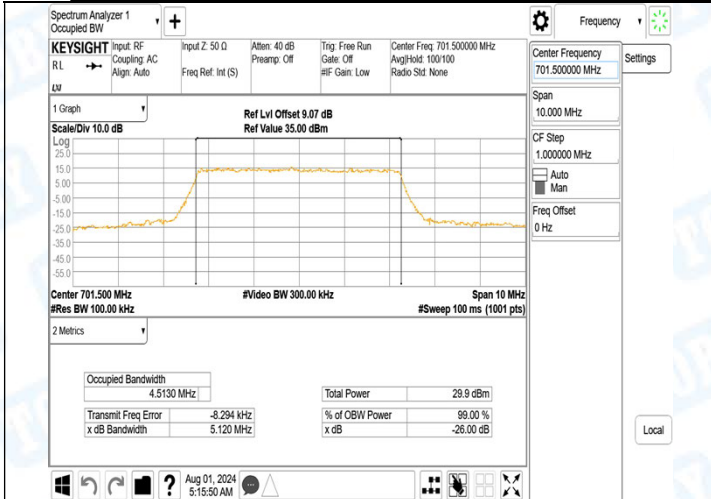 Spectrum Analyzer 1
Occupied BW
Frequency
KEYSIGHT
RL
Input: RF
Coupling: AC
Align: Auto
Input Z: 50 Ω
Freq Ref: Int (S)
Atten: 40 dB
Preamp: Off
Trig: Free Run
Gate: Off
#IF Gain: Low
Center Freq: 701.500000 MHz
Avg|Hold: 100/100
Radio Std: None
Center Frequency
701.500000 MHz
Settings
Span
10.000 MHz
CF Step
1.000000 MHz
Auto
Man
Freq Offset
0 Hz
1 Graph
Scale/Div 10.0 dB
Ref Lvl Offset 9.07 dB
Ref Value 35.00 dBm
Log
25.0
15.0
5.00
-5.00
-15.0
-25.0
-35.0
-45.0
-55.0
Center 701.500 MHz
#Video BW 300.00 kHz
Span 10 MHz
#Res BW 100.00 kHz
#Sweep 100 ms (1001 pts)
2 Metrics
Occupied Bandwidth
4.5130 MHz
Total Power 29.9 dBm
Transmit Freq Error -8.294 kHz
% of OBW Power 99.00 %
x dB Bandwidth 5.120 MHz
x dB -26.00 dB
Local
Aug 01, 2024
5:15:50 AM